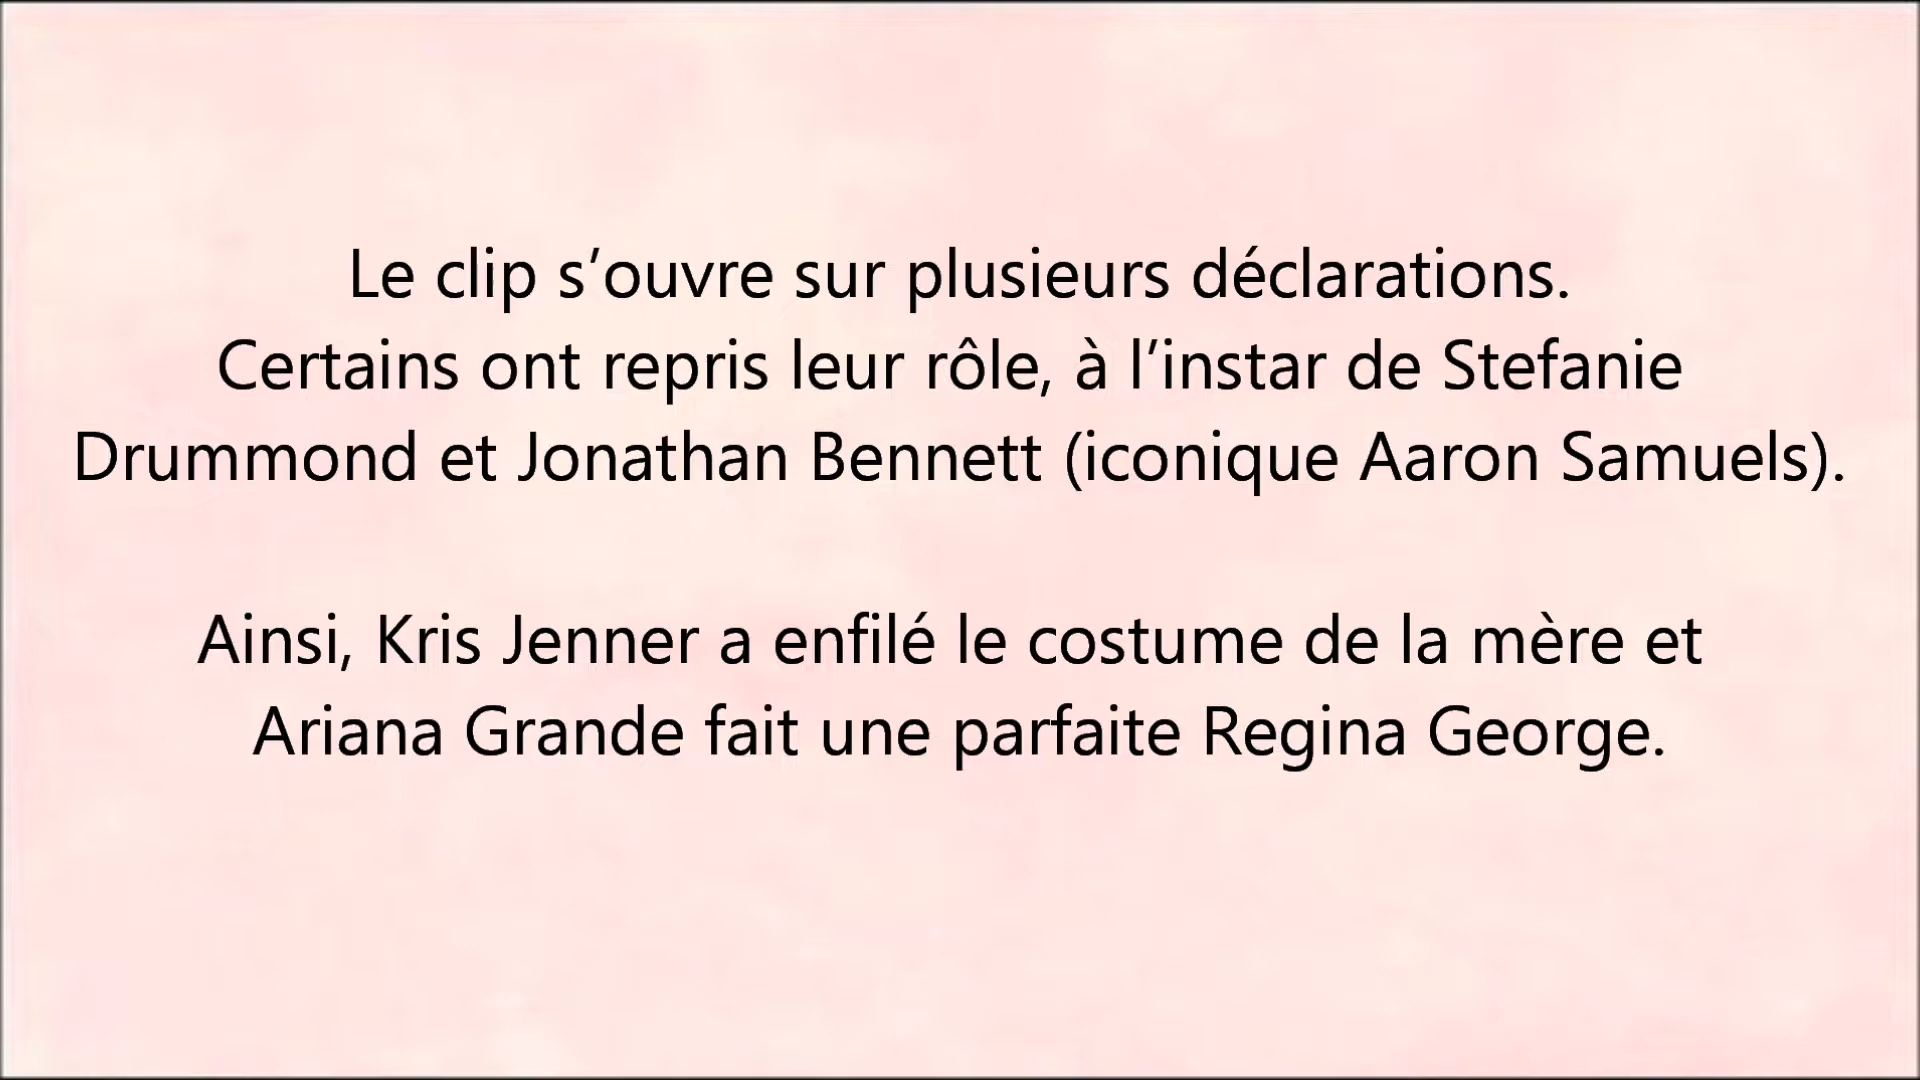 Le clip s’ouvre sur plusieurs déclarations.
Certains ont repris leur rôle, à l’instar de Stefanie
Drummond et Jonathan Bennett (iconique Aaron Samuels).
Ainsi, Kris Jenner a enfilé le costume de la mère et
Ariana Grande fait une parfaite Regina George.